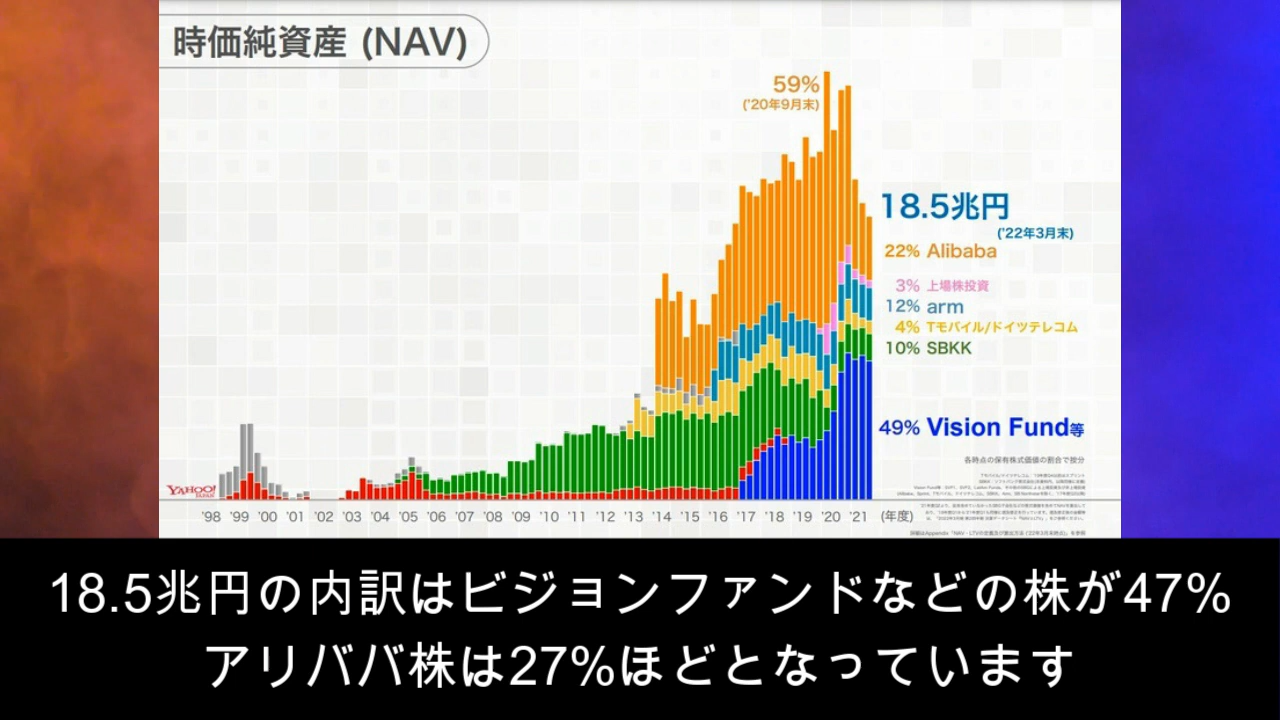 時価純資産 (NAV)
59%
('20年9月末)
18.5兆円
('22年3月末)
22% Alibaba
3% 上場株投資
12% arm
4% Tモバイル/ドイツテレコム
10% SBKK
49% Vision Fund等
各時点の保有株式価値の割合で按分
YAHOO!
'98 '99 '00 '01 '02 '03 '04 '05 '06 '07 '08 '09 '10 '11 '12 '13 '14 '15 '16 '17 '18 '19 '20 '21 (年度)
18.5兆円の内訳はビジョンファンドなどの株が47%
アリババ株は27%ほどとなっています